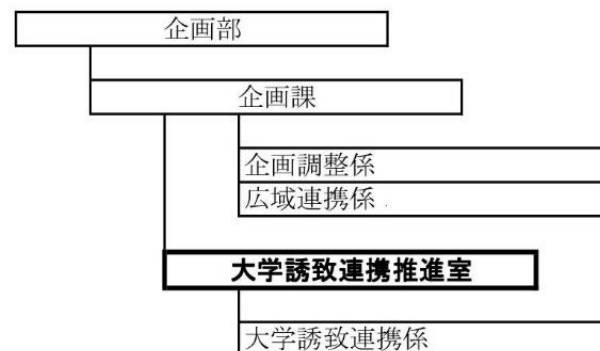 企画部
企画課
企画調整係
広域連携係
大学誘致連携推進室
大学誘致連携係